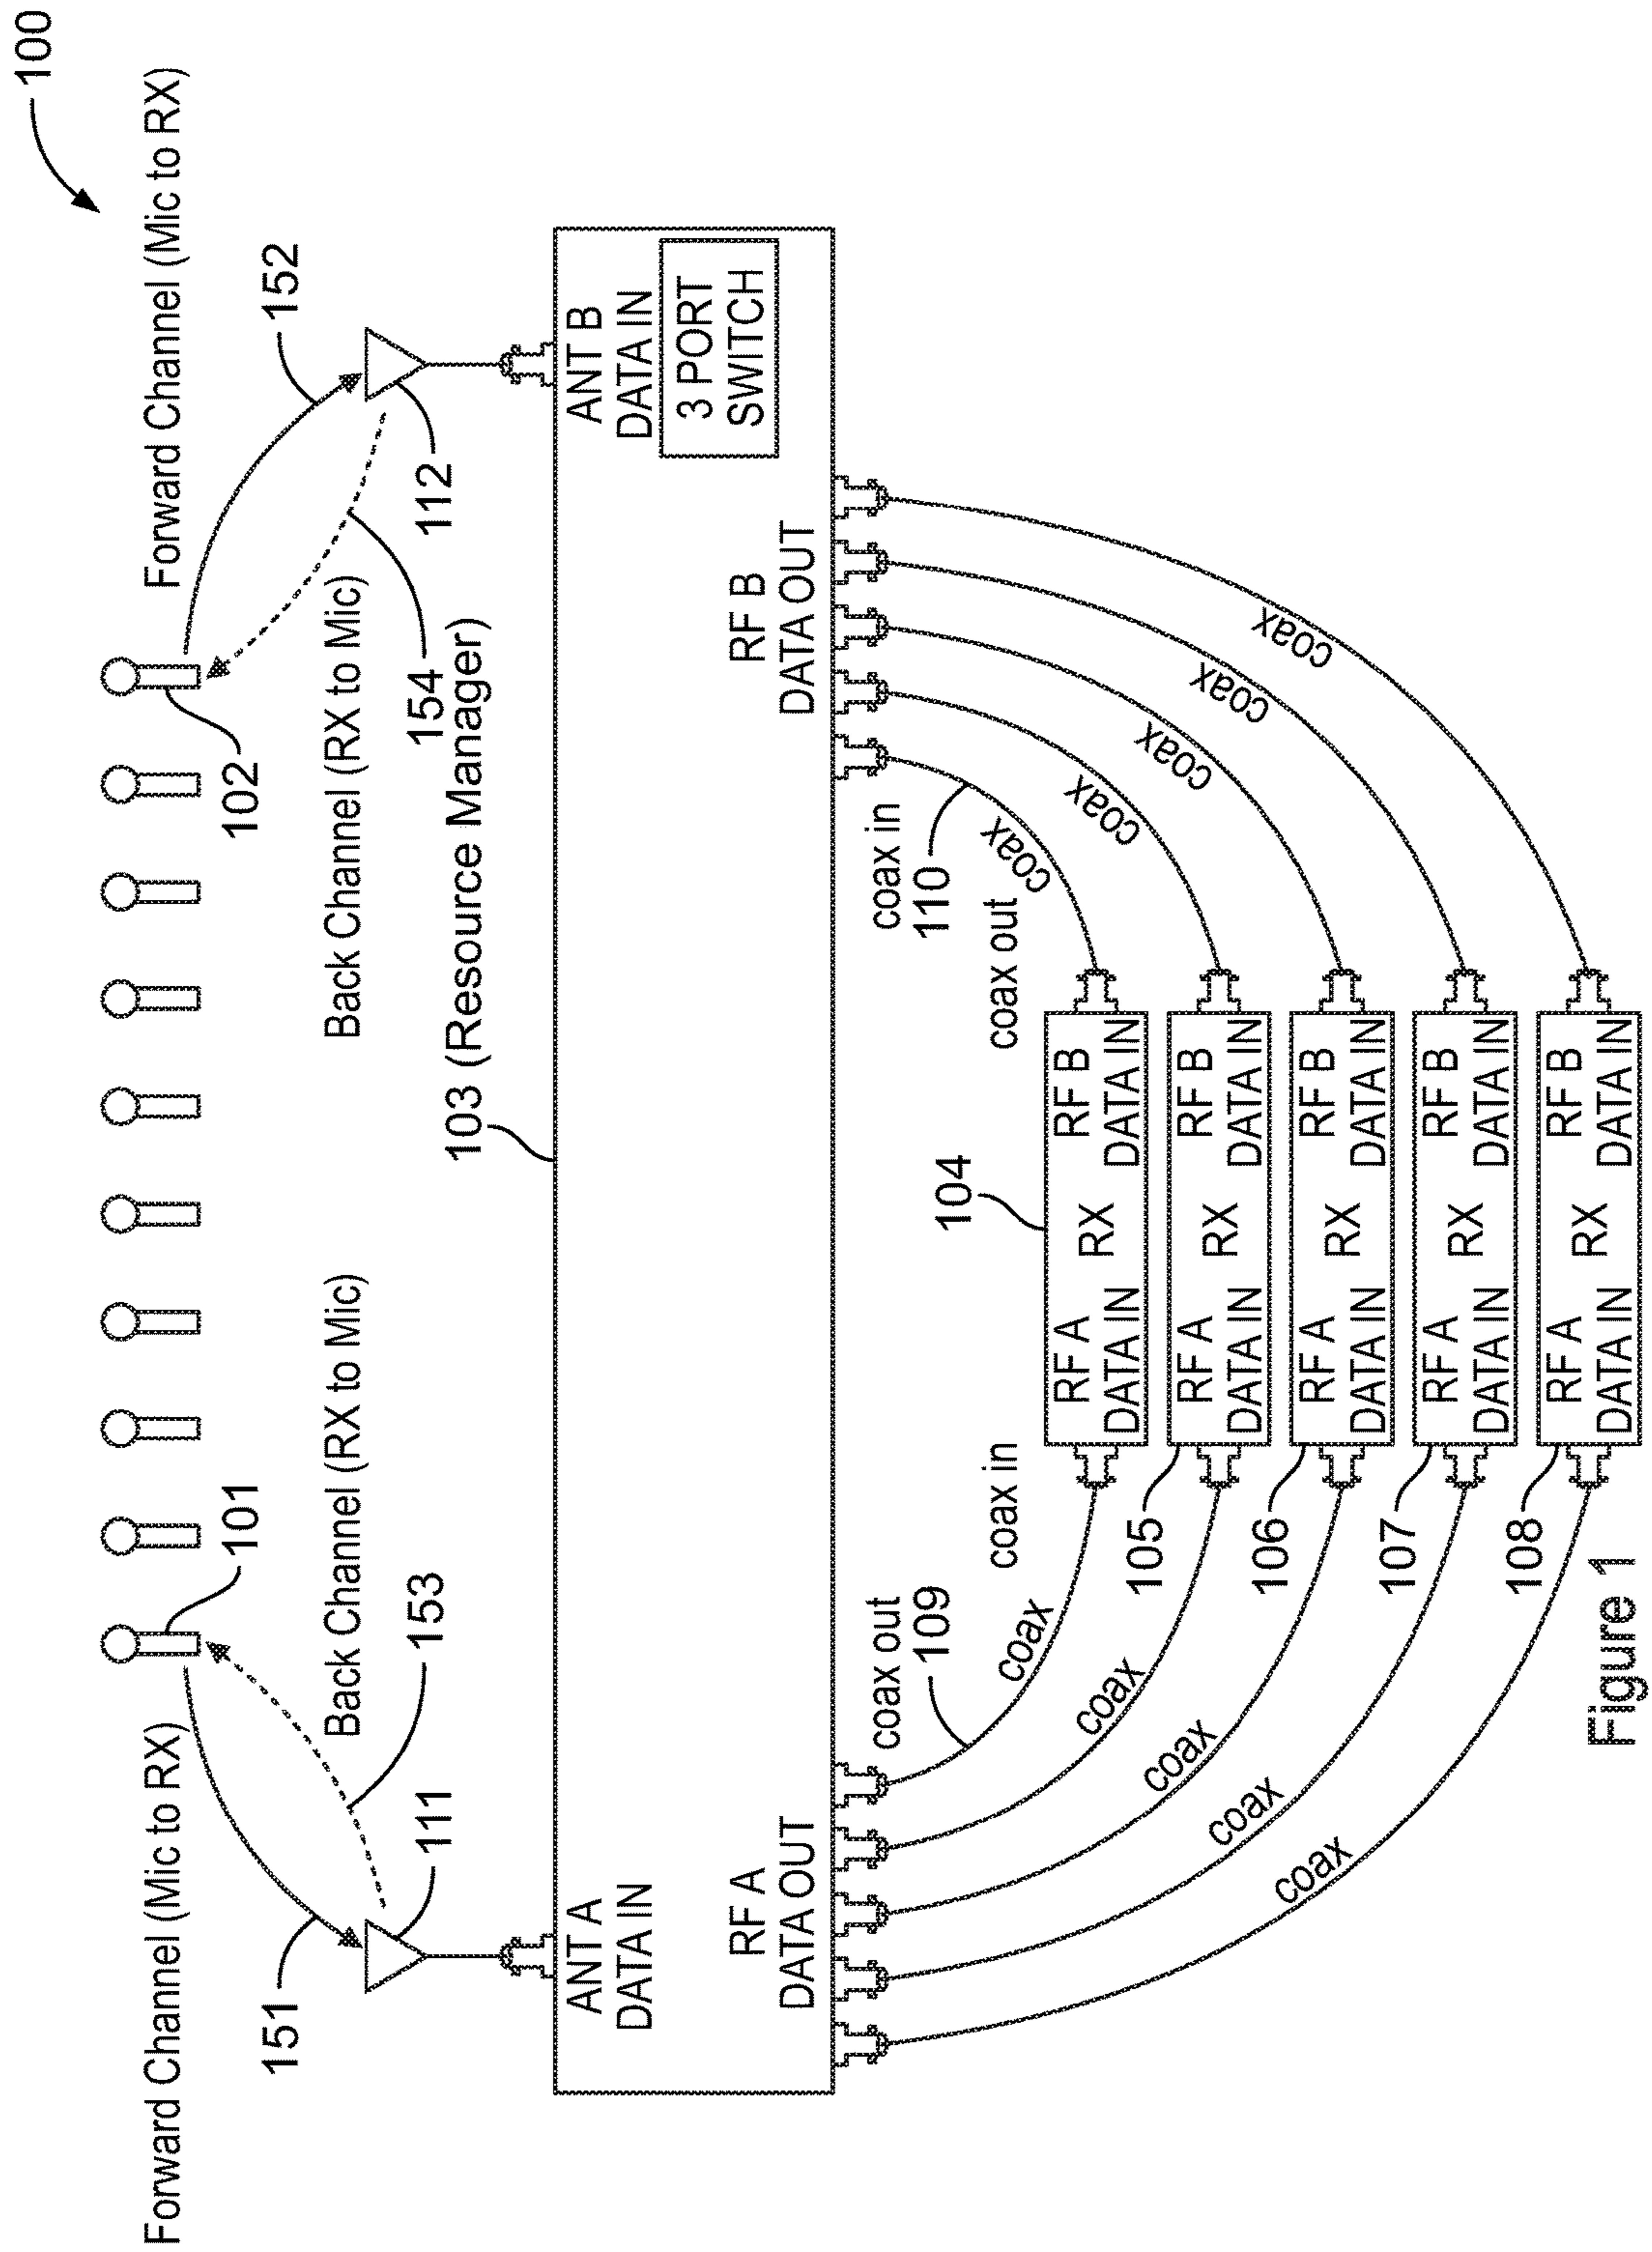 100
Forward Channel (Mic to RX)
Forward Channel (Mic to RX)
101
102
151
152
Back Channel (RX to Mic)
Back Channel (RX to Mic)
153
154
111
112
103 (Resource Manager)
ANT A
DATA IN
ANT B
DATA IN
3 PORT
SWITCH
RF A
DATA OUT
RF B
DATA OUT
coax out
109
coax in
110
coax in
coax out
coax
coax
coax
coax
coax
coax
coax
coax
coax
coax
104
RF A
DATA IN
RX
RF B
DATA IN
105
RF A
DATA IN
RX
RF B
DATA IN
106
RF A
DATA IN
RX
RF B
DATA IN
107
RF A
DATA IN
RX
RF B
DATA IN
108
RF A
DATA IN
RX
RF B
DATA IN
Figure 1